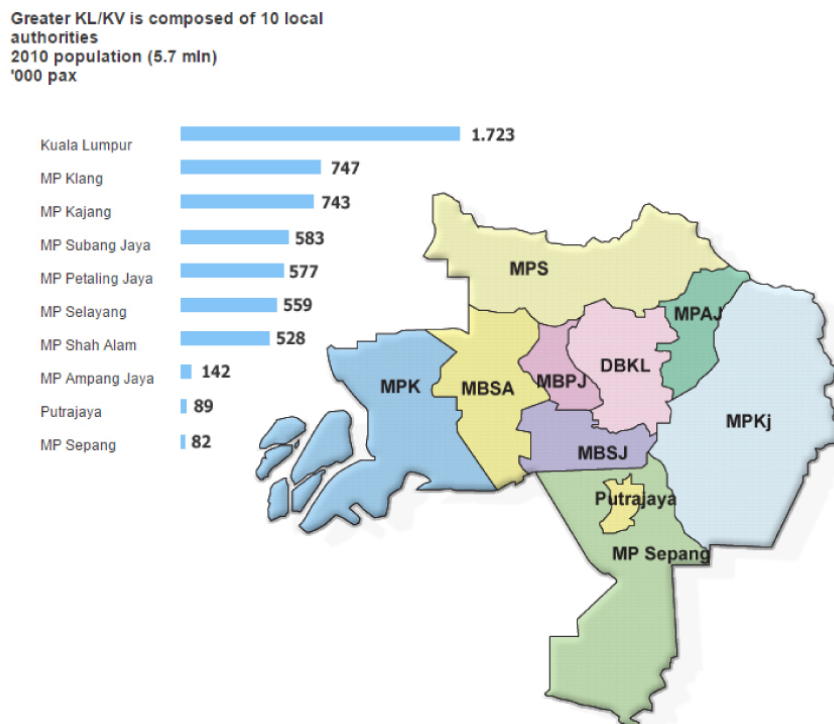 Greater KL/KV is composed of 10 local
authorities
2010 population (5.7 mln)
'000 pax
Kuala Lumpur 1.723
MP Klang 747
MP Kajang 743
MP Subang Jaya 583
MP Petaling Jaya 577
MP Selayang 559
MP Shah Alam 528
MP Ampang Jaya 142
Putrajaya 89
MP Sepang 82
MPS
MPAJ
DBKL
MPK
MBSA
MBPJ
MPKj
MBSJ
Putrajaya
MP Sepang